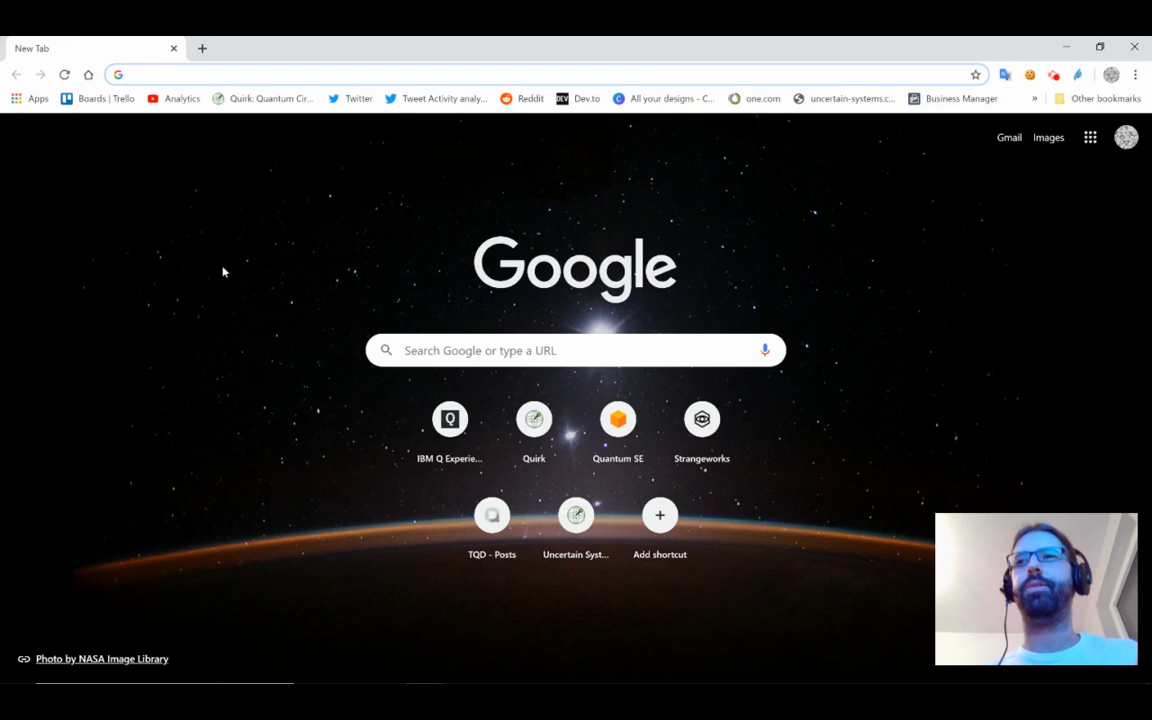 New Tab
Apps Boards | Trello Analytics Quirk: Quantum Cir... Twitter Tweet Activity analy... Reddit DEV Dev.to C All your designs - C... one.com uncertain-systems.c... Business Manager » Other bookmarks
Gmail Images
Google
Search Google or type a URL
Q
IBM Q Experie... Quirk Quantum SE Strangeworks
TQD - Posts Uncertain Syst... Add shortcut
Photo by NASA Image Library